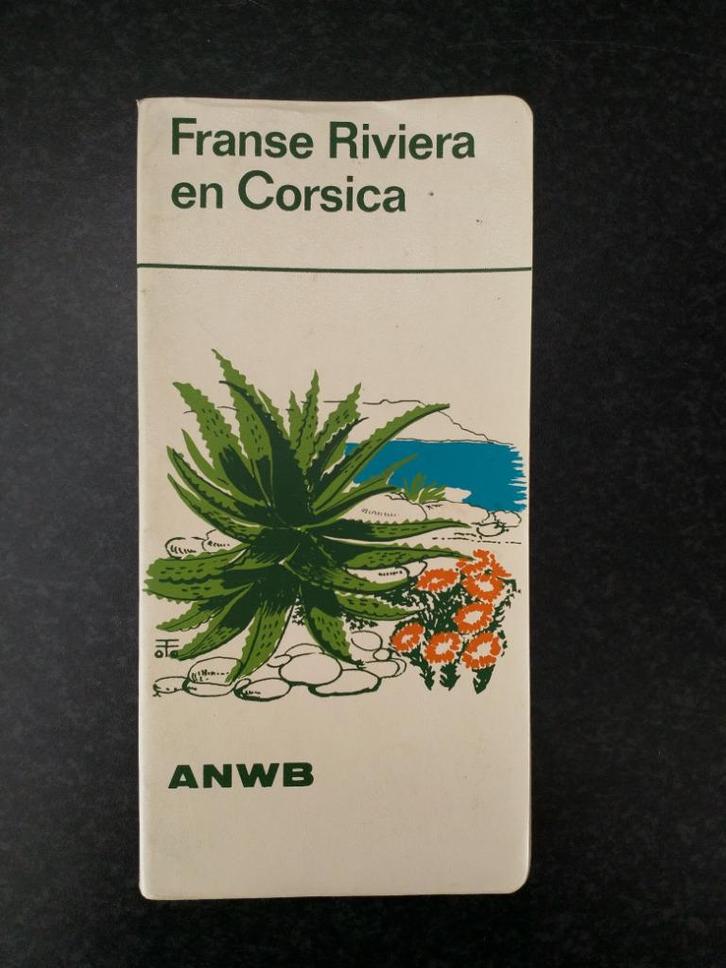 Franse Riviera
en Corsica
ANWB